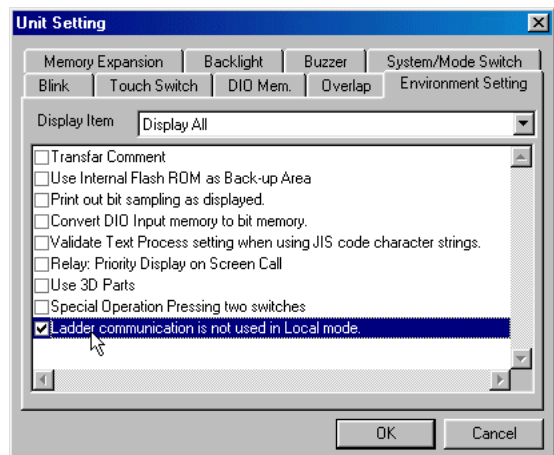 Unit Setting
Memory Expansion Backlight Buzzer System/Mode Switch
Blink Touch Switch DIO Mem. Overlap Environment Setting
Display Item Display All
Transfar Comment
Use Internal Flash ROM as Back-up Area
Print out bit sampling as displayed.
Convert DIO Input memory to bit memory.
Validate Text Process setting when using JIS code character strings.
Relay: Priority Display on Screen Call
Use 3D Parts
Special Operation Pressing two switches
Ladder communication is not used in Local mode.
OK Cancel